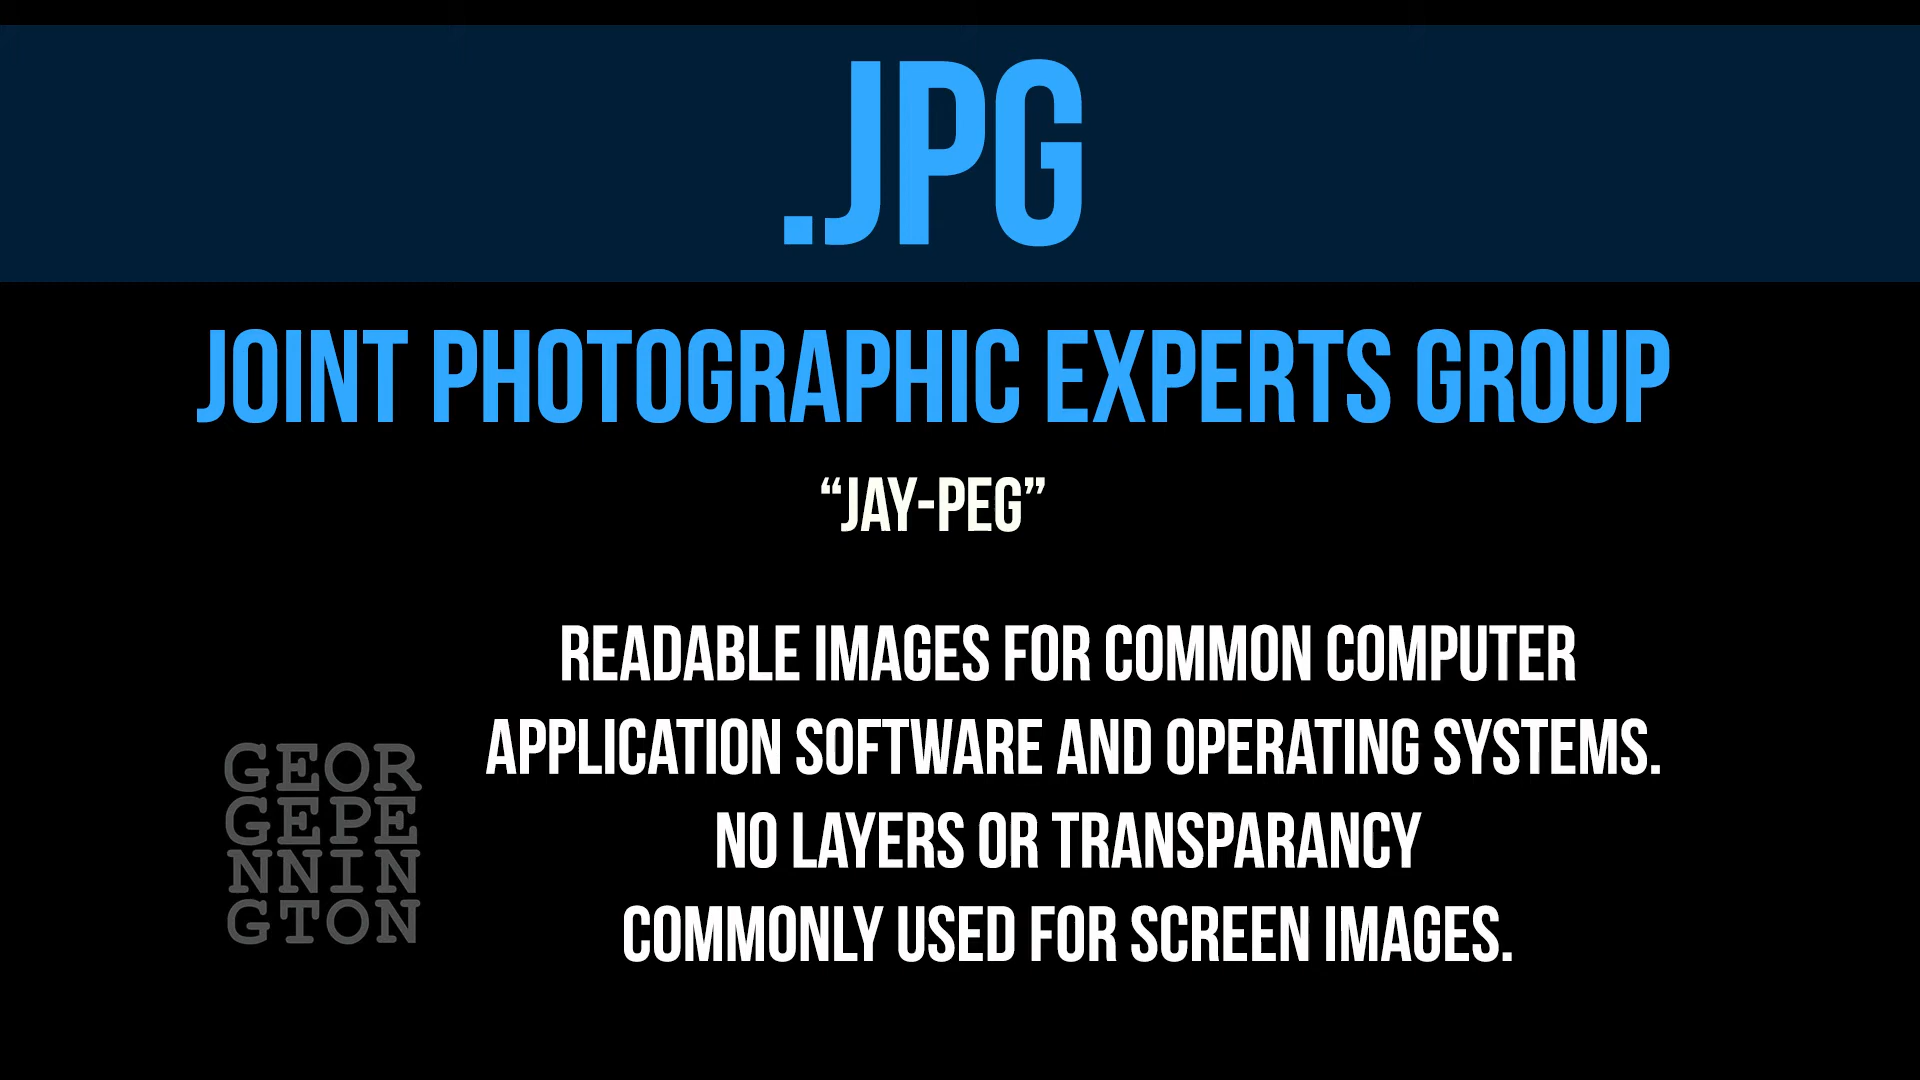 .JPG
JOINT PHOTOGRAPHIC EXPERTS GROUP
“JAY-PEG”
READABLE IMAGES FOR COMMON COMPUTER
APPLICATION SOFTWARE AND OPERATING SYSTEMS.
NO LAYERS OR TRANSPARANCY
COMMONLY USED FOR SCREEN IMAGES.
GEOR
GEPE
NNIN
GTON